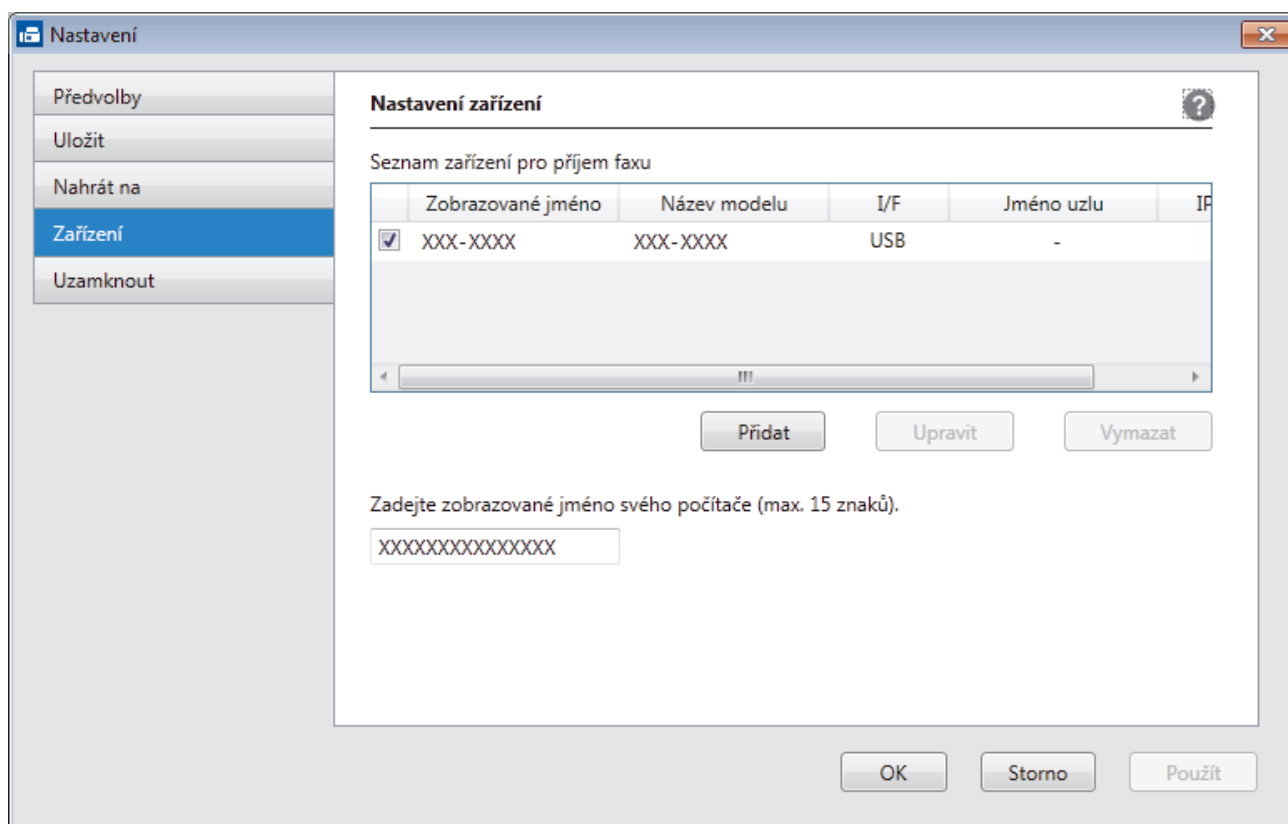 Nastavení
Předvolby
Uložit
Nahrát na
Zařízení
Uzamknout
Nastavení zařízení
?
Seznam zařízení pro příjem faxu
Zobrazované jméno Název modelu I/F Jméno uzlu IP
XXX-XXXX XXX-XXXX USB -
Přidat Upravit Vymazat
Zadejte zobrazované jméno svého počítače (max. 15 znaků).
XXXXXXXXXXXXXXX
OK Storno Použít